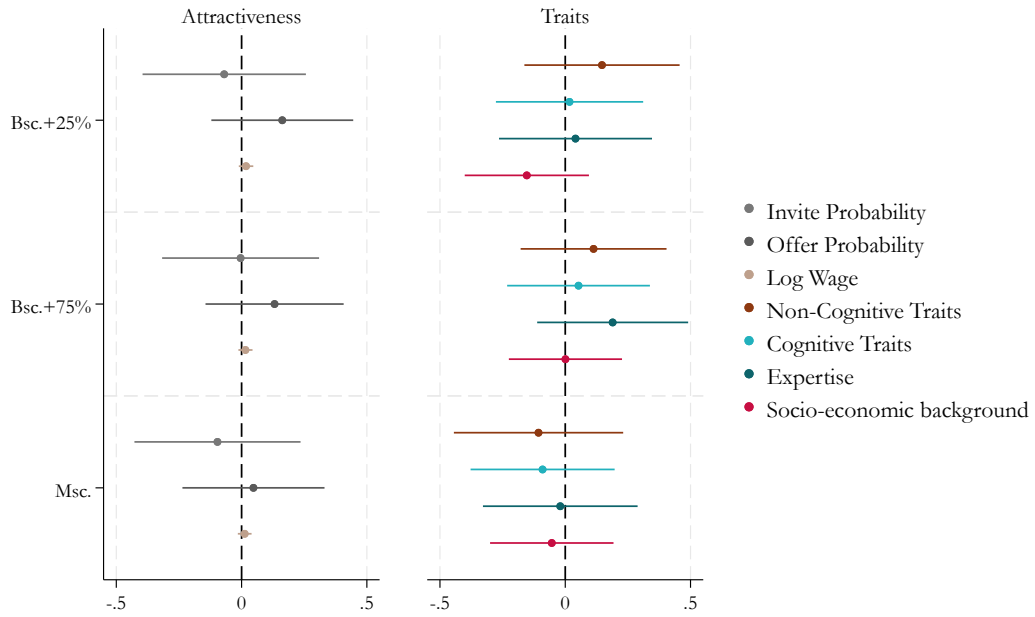 Attractiveness
Traits
Bsc.+25%
Bsc.+75%
Msc.
-.5 0 .5
-.5 0 .5
Invite Probability
Offer Probability
Log Wage
Non-Cognitive Traits
Cognitive Traits
Expertise
Socio-economic background